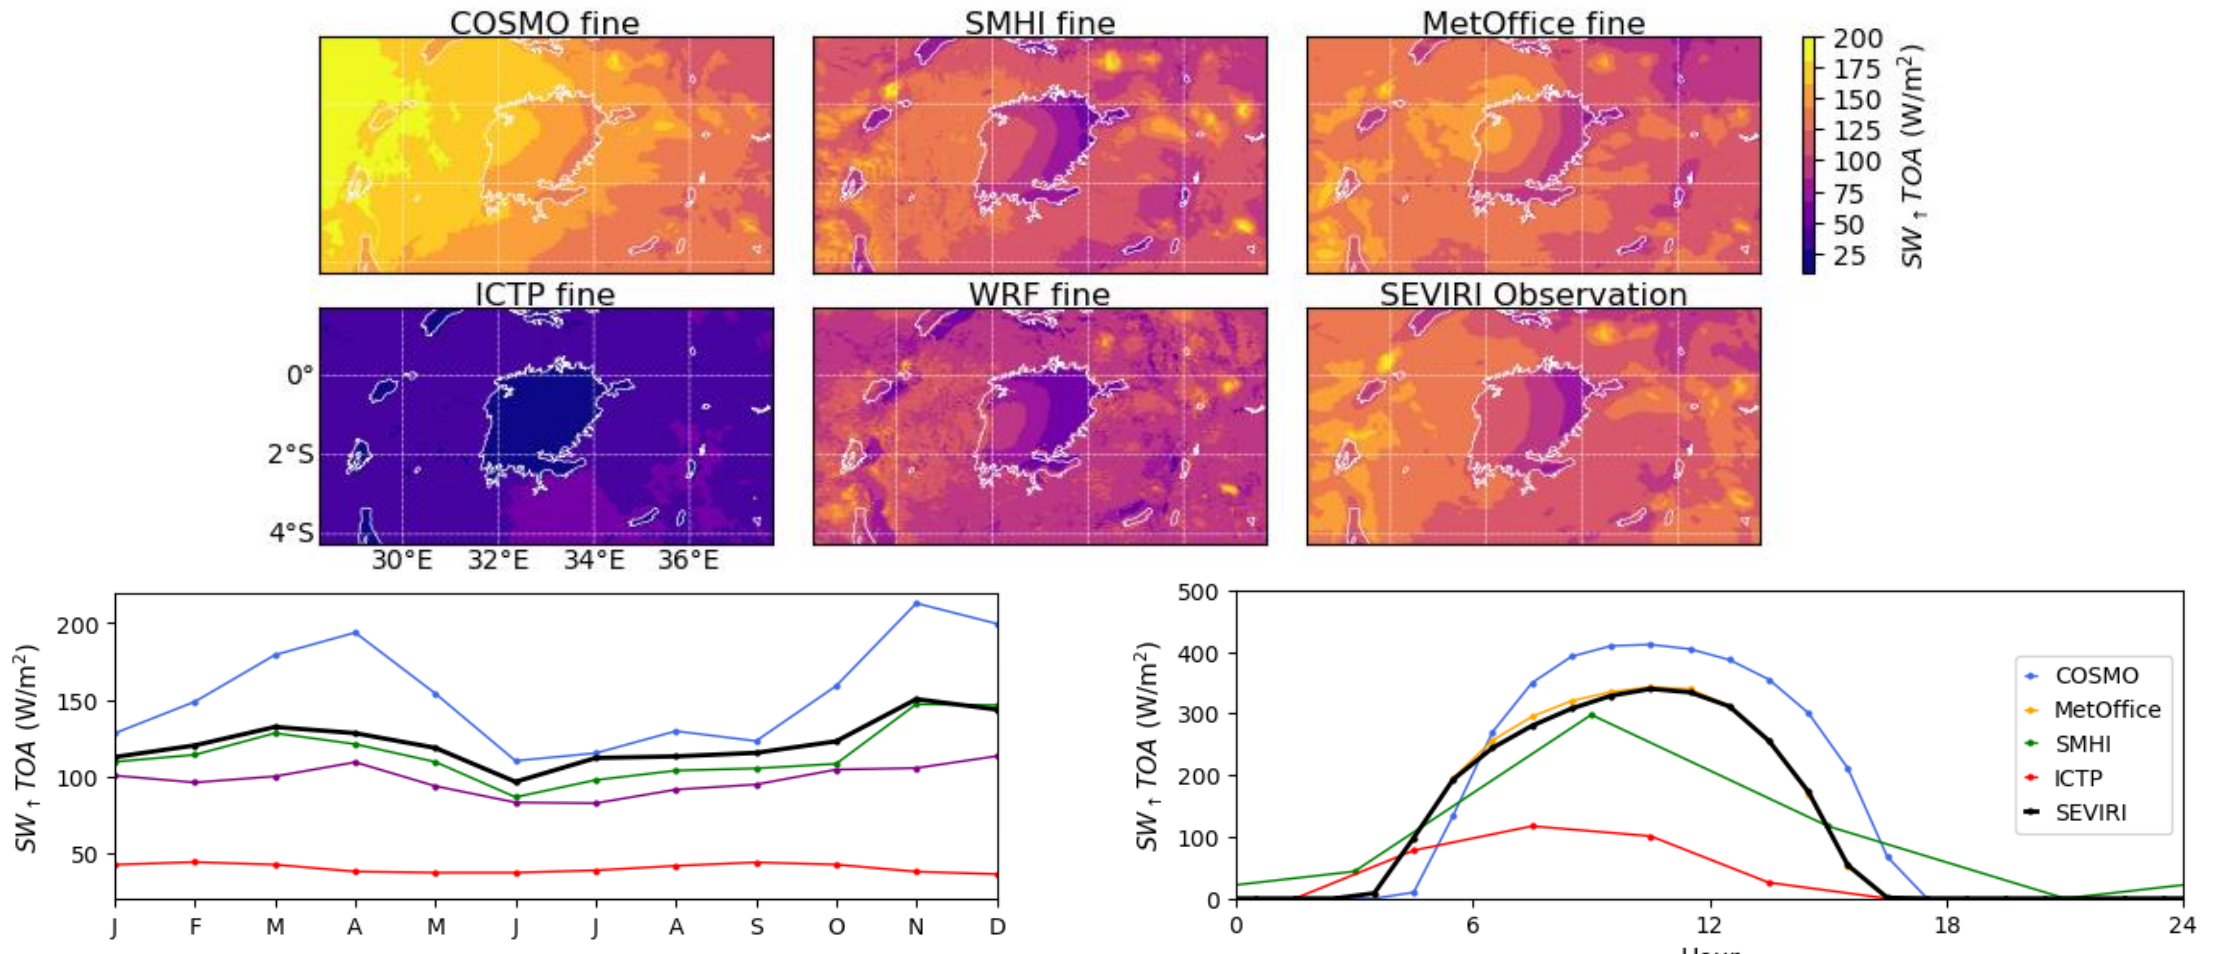 COSMO fine
SMHI fine
MetOffice fine
200
175
150
125
100
75
50
25
SW↑TOA (W/m²)
ICTP fine
WRF fine
SEVIRI Observation
0°
2°S
4°S
30°E 32°E 34°E 36°E
SW↑TOA (W/m²)
200
150
100
50
J F M A M J J A S O N D
SW↑TOA (W/m²)
500
400
300
200
100
0
0 6 12 18 24
COSMO
MetOffice
SMHI
ICTP
SEVIRI